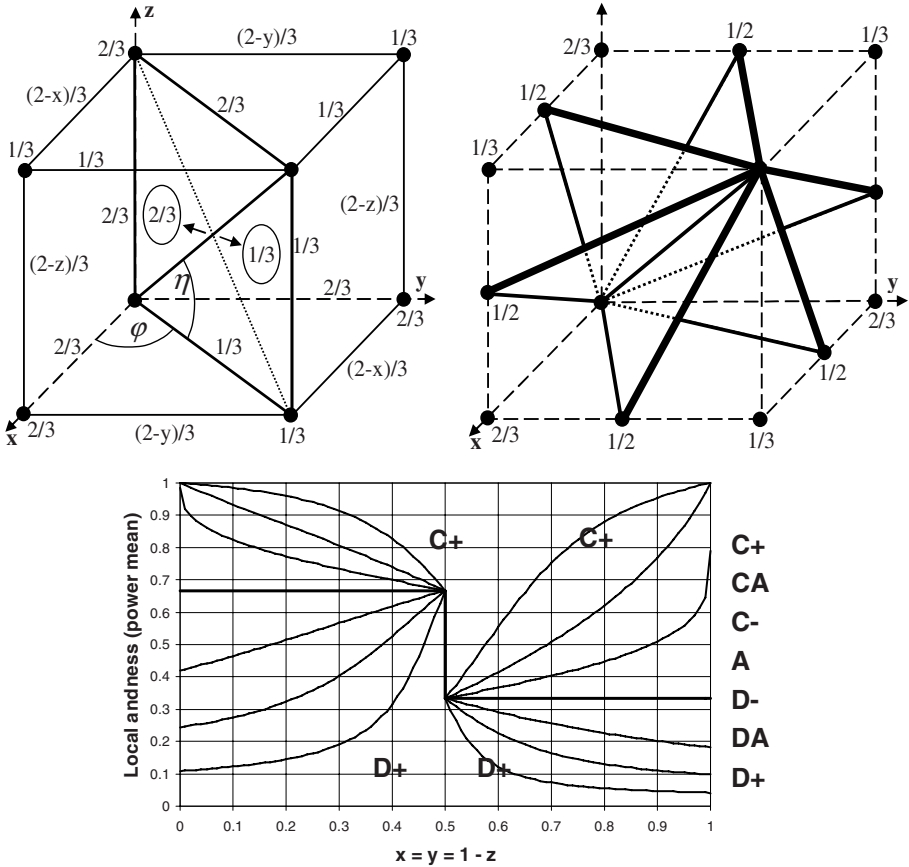 z
2/3
(2-y)/3
1/3
(2-x)/3
2/3
1/3
1/3
1/3
2/3
2/3
1/3
1/3
(2-z)/3
(2-z)/3
η
2/3
y
2/3
2/3
φ
1/3
(2-x)/3
x
2/3
(2-y)/3
1/3
z
2/3
1/2
1/3
1/2
1/3
1/2
y
1/2
2/3
1/2
x
2/3
1/2
1/3
Local andness (power mean)
1
0.9
0.8
0.7
0.6
0.5
0.4
0.3
0.2
0.1
0
C+
C+
D+
D+
C+
CA
C-
A
D-
DA
D+
0 0.1 0.2 0.3 0.4 0.5 0.6 0.7 0.8 0.9 1
x = y = 1 - z